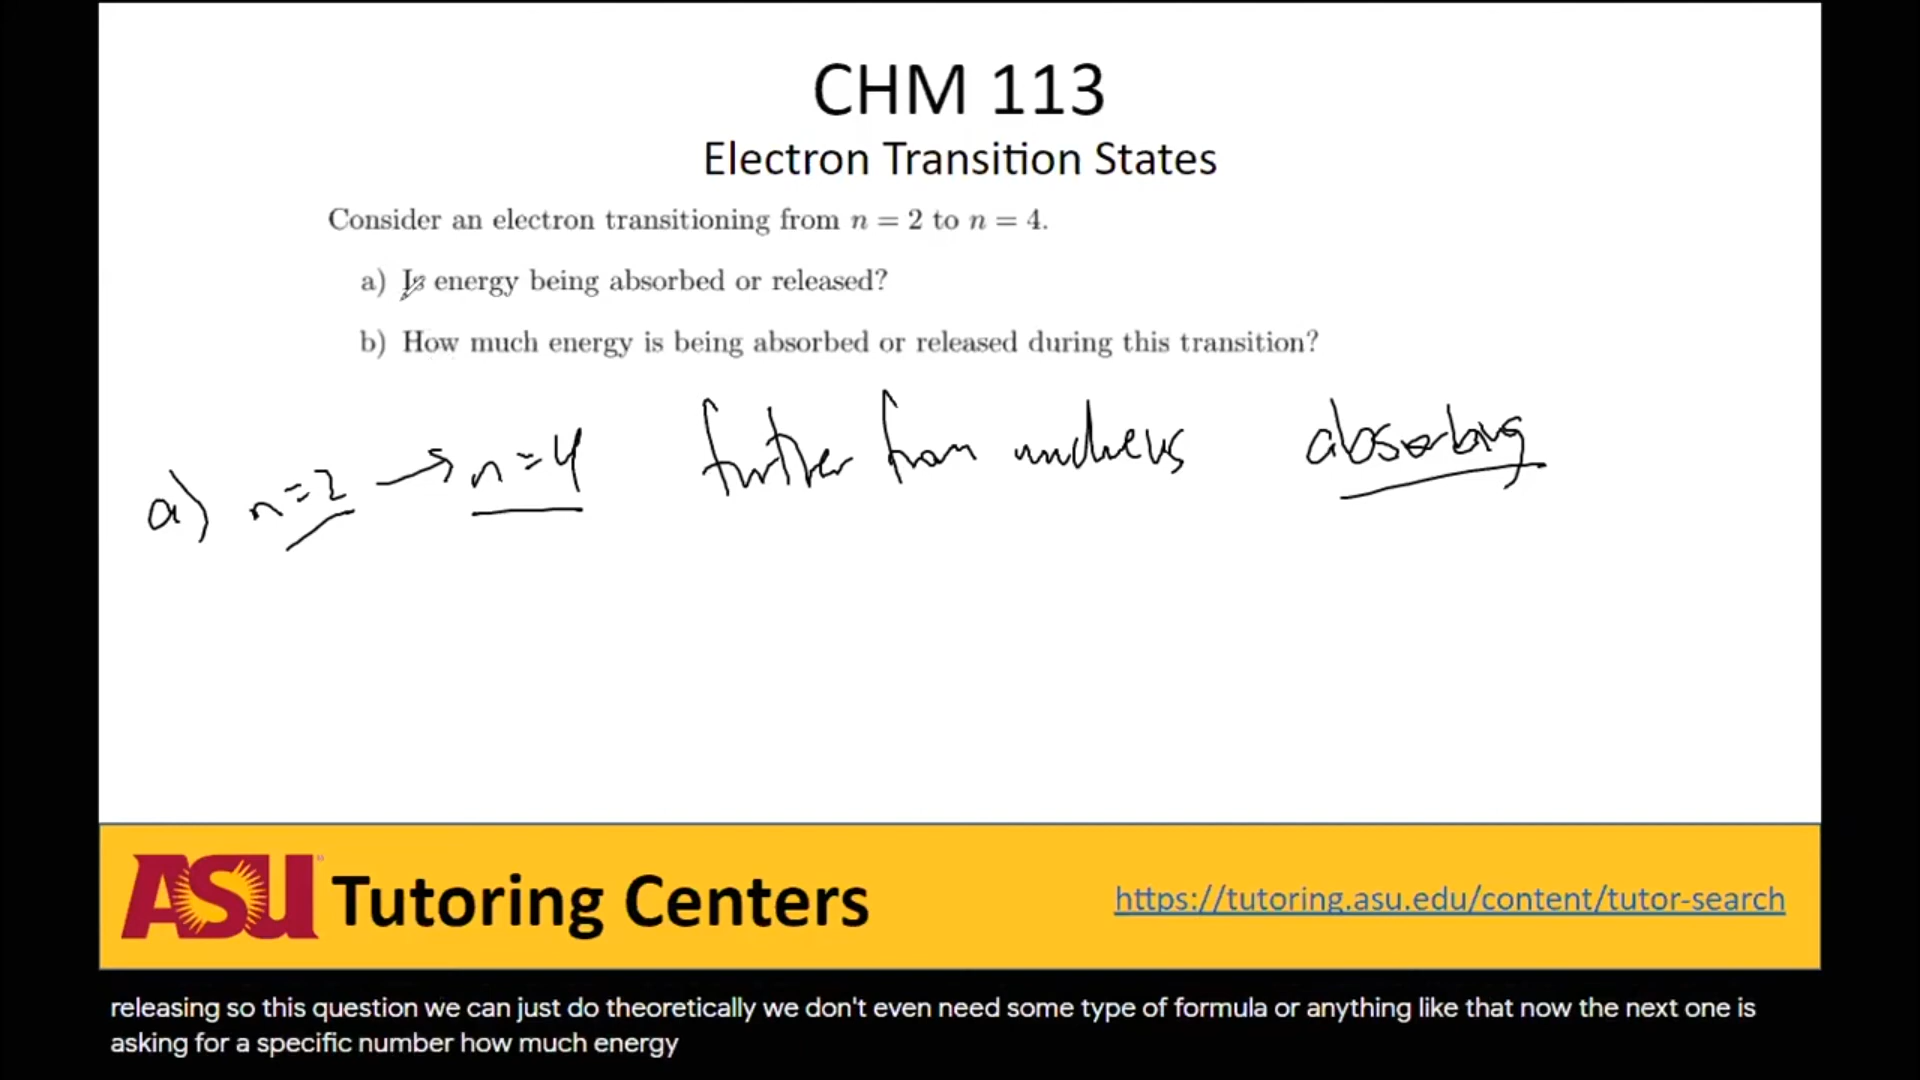 CHM 113
Electron Transition States
Consider an electron transitioning from n = 2 to n = 4.
a) Is energy being absorbed or released?
b) How much energy is being absorbed or released during this transition?
a) n=2 → n=4 further from nucleus absorbing
ASU Tutoring Centers https://tutoring.asu.edu/content/tutor-search
releasing so this question we can just do theoretically we don't even need some type of formula or anything like that now the next one is
asking for a specific number how much energy